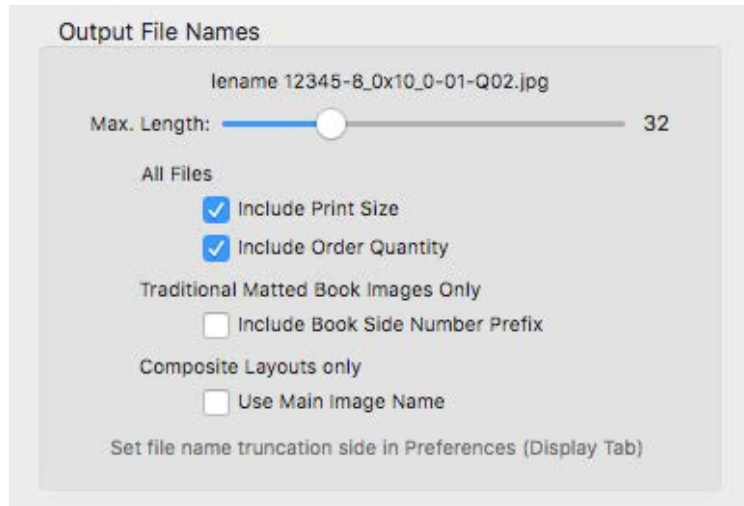 Output File Names
lename 12345-8_0x10_0-01-Q02.jpg
Max. Length: 32
All Files
Include Print Size
Include Order Quantity
Traditional Matted Book Images Only
Include Book Side Number Prefix
Composite Layouts only
Use Main Image Name
Set file name truncation side in Preferences (Display Tab)